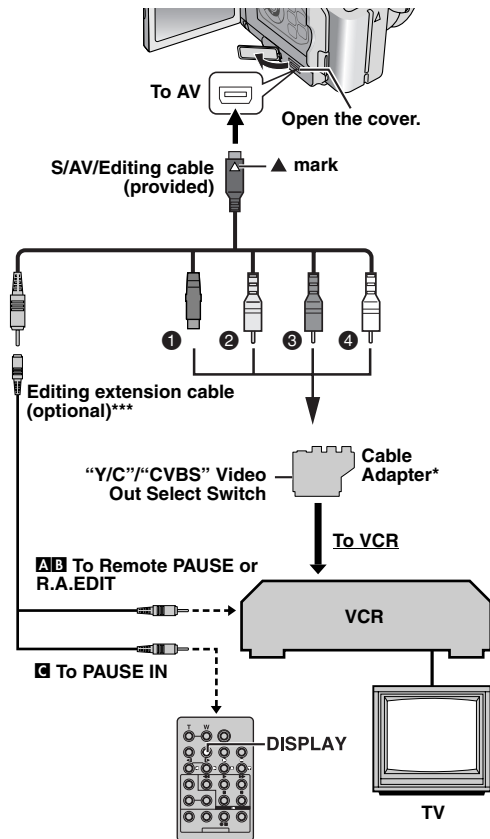 To AV
Open the cover.
S/AV/Editing cable
(provided)
▲ mark
❶
❷
❸
❹
Editing extension cable
(optional)***
"Y/C"/"CVBS" Video
Out Select Switch
Cable
Adapter*
To VCR
A B To Remote PAUSE or
R.A.EDIT
VCR
C To PAUSE IN
T W
DISPLAY
TV